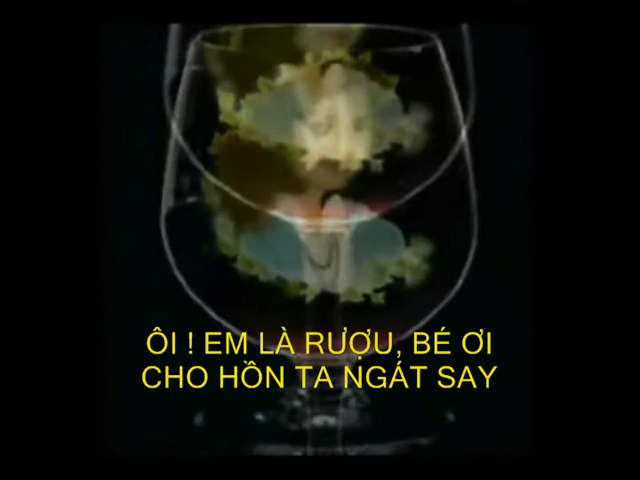 ÔI ! EM LÀ RƯỢU, BÉ ƠI
CHO HỒN TA NGẤT SAY